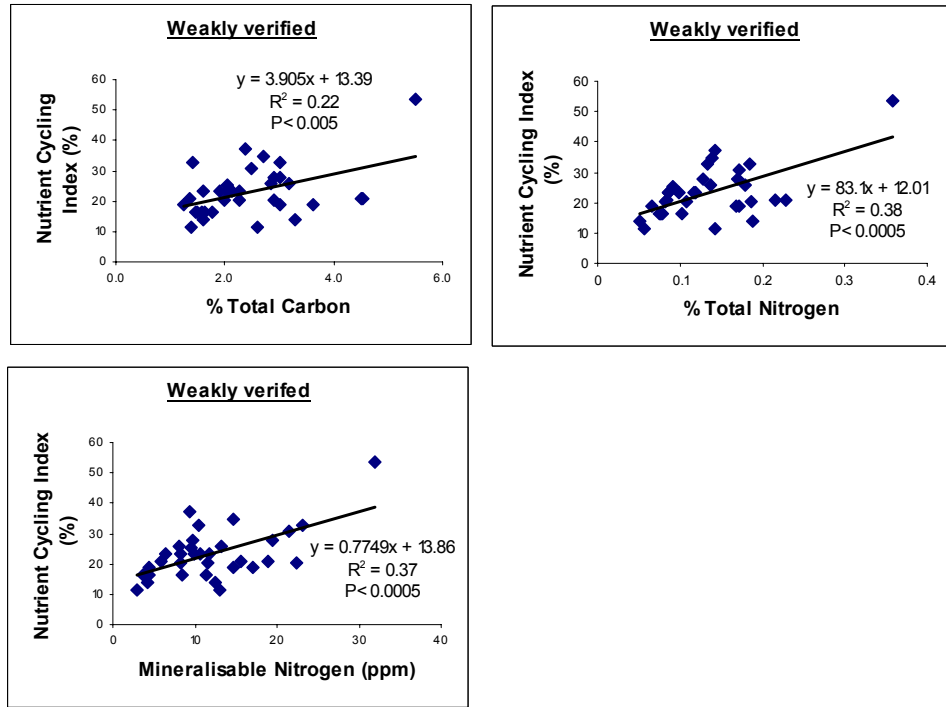 Weakly verified
y = 3.905x + 13.39
R² = 0.22
P< 0.005
Nutrient Cycling
Index (%)
60
50
40
30
20
10
0
0.0 2.0 4.0 6.0
% Total Carbon
Weakly verified
Nutrient Cycling Index
(%)
60
50
40
30
20
10
0
y = 83.1x + 12.01
R² = 0.38
P< 0.0005
0 0.1 0.2 0.3 0.4
% Total Nitrogen
Weakly verifed
Nutrient Cycling Index
(%)
60
50
40
30
20
10
0
y = 0.7749x + 13.86
R² = 0.37
P< 0.0005
0 10 20 30 40
Mineralisable Nitrogen (ppm)